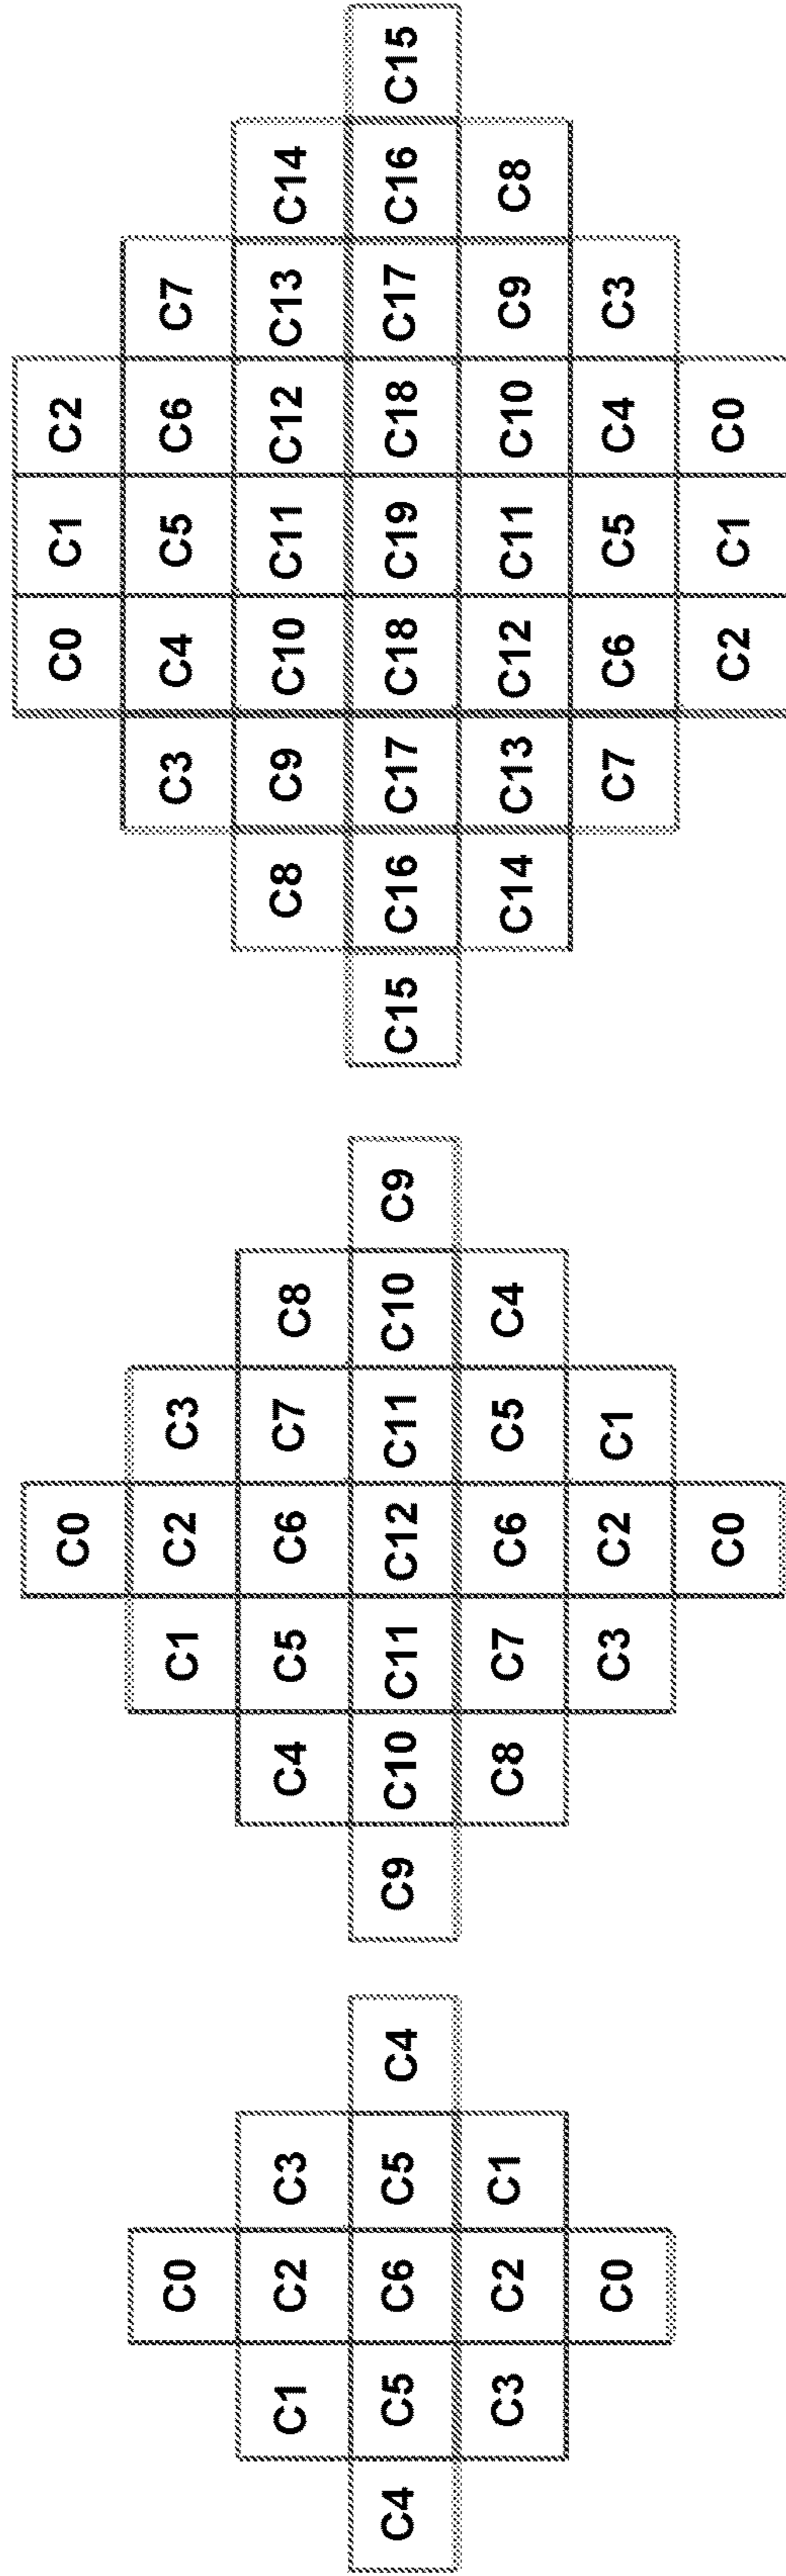 C0
C1 C2 C3
C4 C5 C6 C5 C4
C3 C2 C1
C0
C0
C1 C2 C3
C4 C5 C6 C7 C8
C9 C10 C11 C12 C11 C10 C9
C8 C7 C6 C5 C4
C3 C2 C1
C0
C0 C1 C2
C3 C4 C5 C6 C7
C8 C9 C10 C11 C12 C13 C14
C15 C16 C17 C18 C19 C18 C17 C16 C15
C14 C13 C12 C11 C10 C9 C8
C7 C6 C5 C4 C3
C2 C1 C0